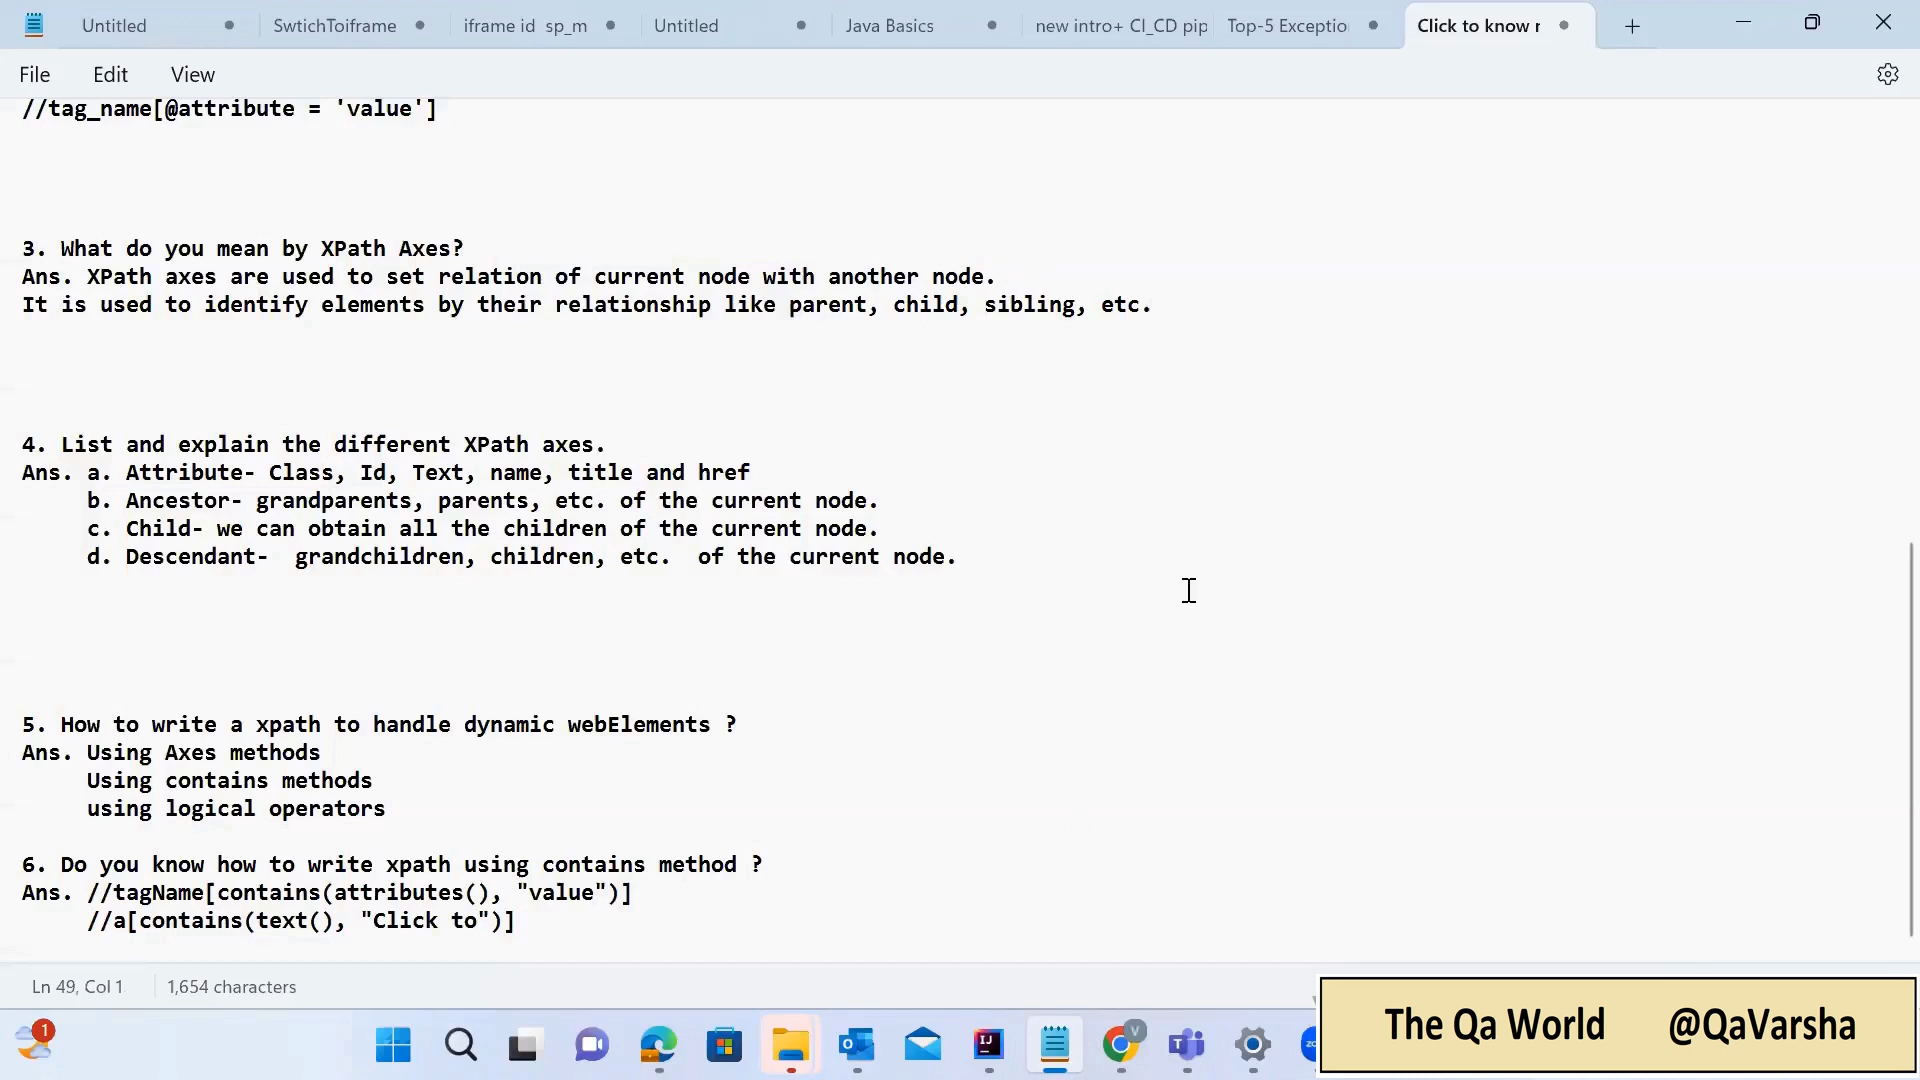 Untitled
SwtichToiframe
iframe id sp_m
Untitled
Java Basics
new intro+ CI_CD pip
Top-5 Exceptio
Click to know r
File Edit View
//tag_name[@attribute = 'value']
3. What do you mean by XPath Axes?
Ans. XPath axes are used to set relation of current node with another node.
It is used to identify elements by their relationship like parent, child, sibling, etc.
4. List and explain the different XPath axes.
Ans. a. Attribute- Class, Id, Text, name, title and href
b. Ancestor- grandparents, parents, etc. of the current node.
c. Child- we can obtain all the children of the current node.
d. Descendant- grandchildren, children, etc. of the current node.
5. How to write a xpath to handle dynamic webElements ?
Ans. Using Axes methods
Using contains methods
using logical operators
6. Do you know how to write xpath using contains method ?
Ans. //tagName[contains(attributes(), "value")]
//a[contains(text(), "Click to")]
Ln 49, Col 1
1,654 characters
1
V
The Qa World @QaVarsha